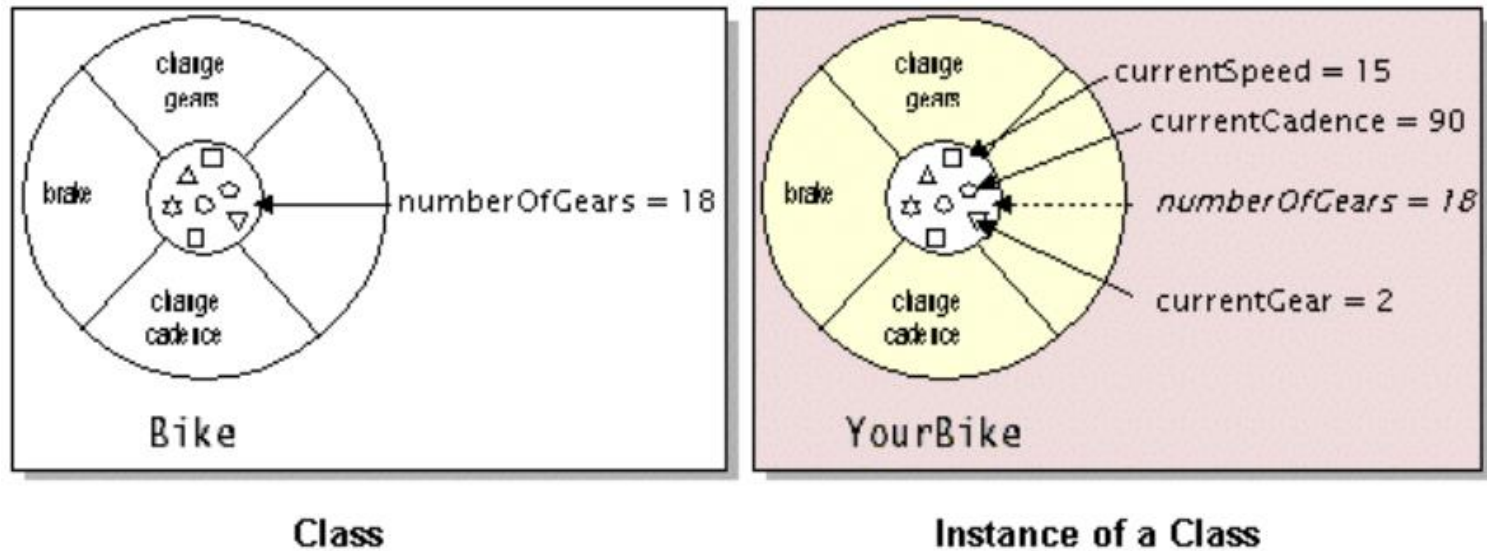 change
gears
brake
numberOfGears = 18
change
cadence
Bike
Class
change
gears
currentSpeed = 15
currentCadence = 90
brake
numberOfGears = 18
currentGear = 2
change
cadence
YourBike
Instance of a Class